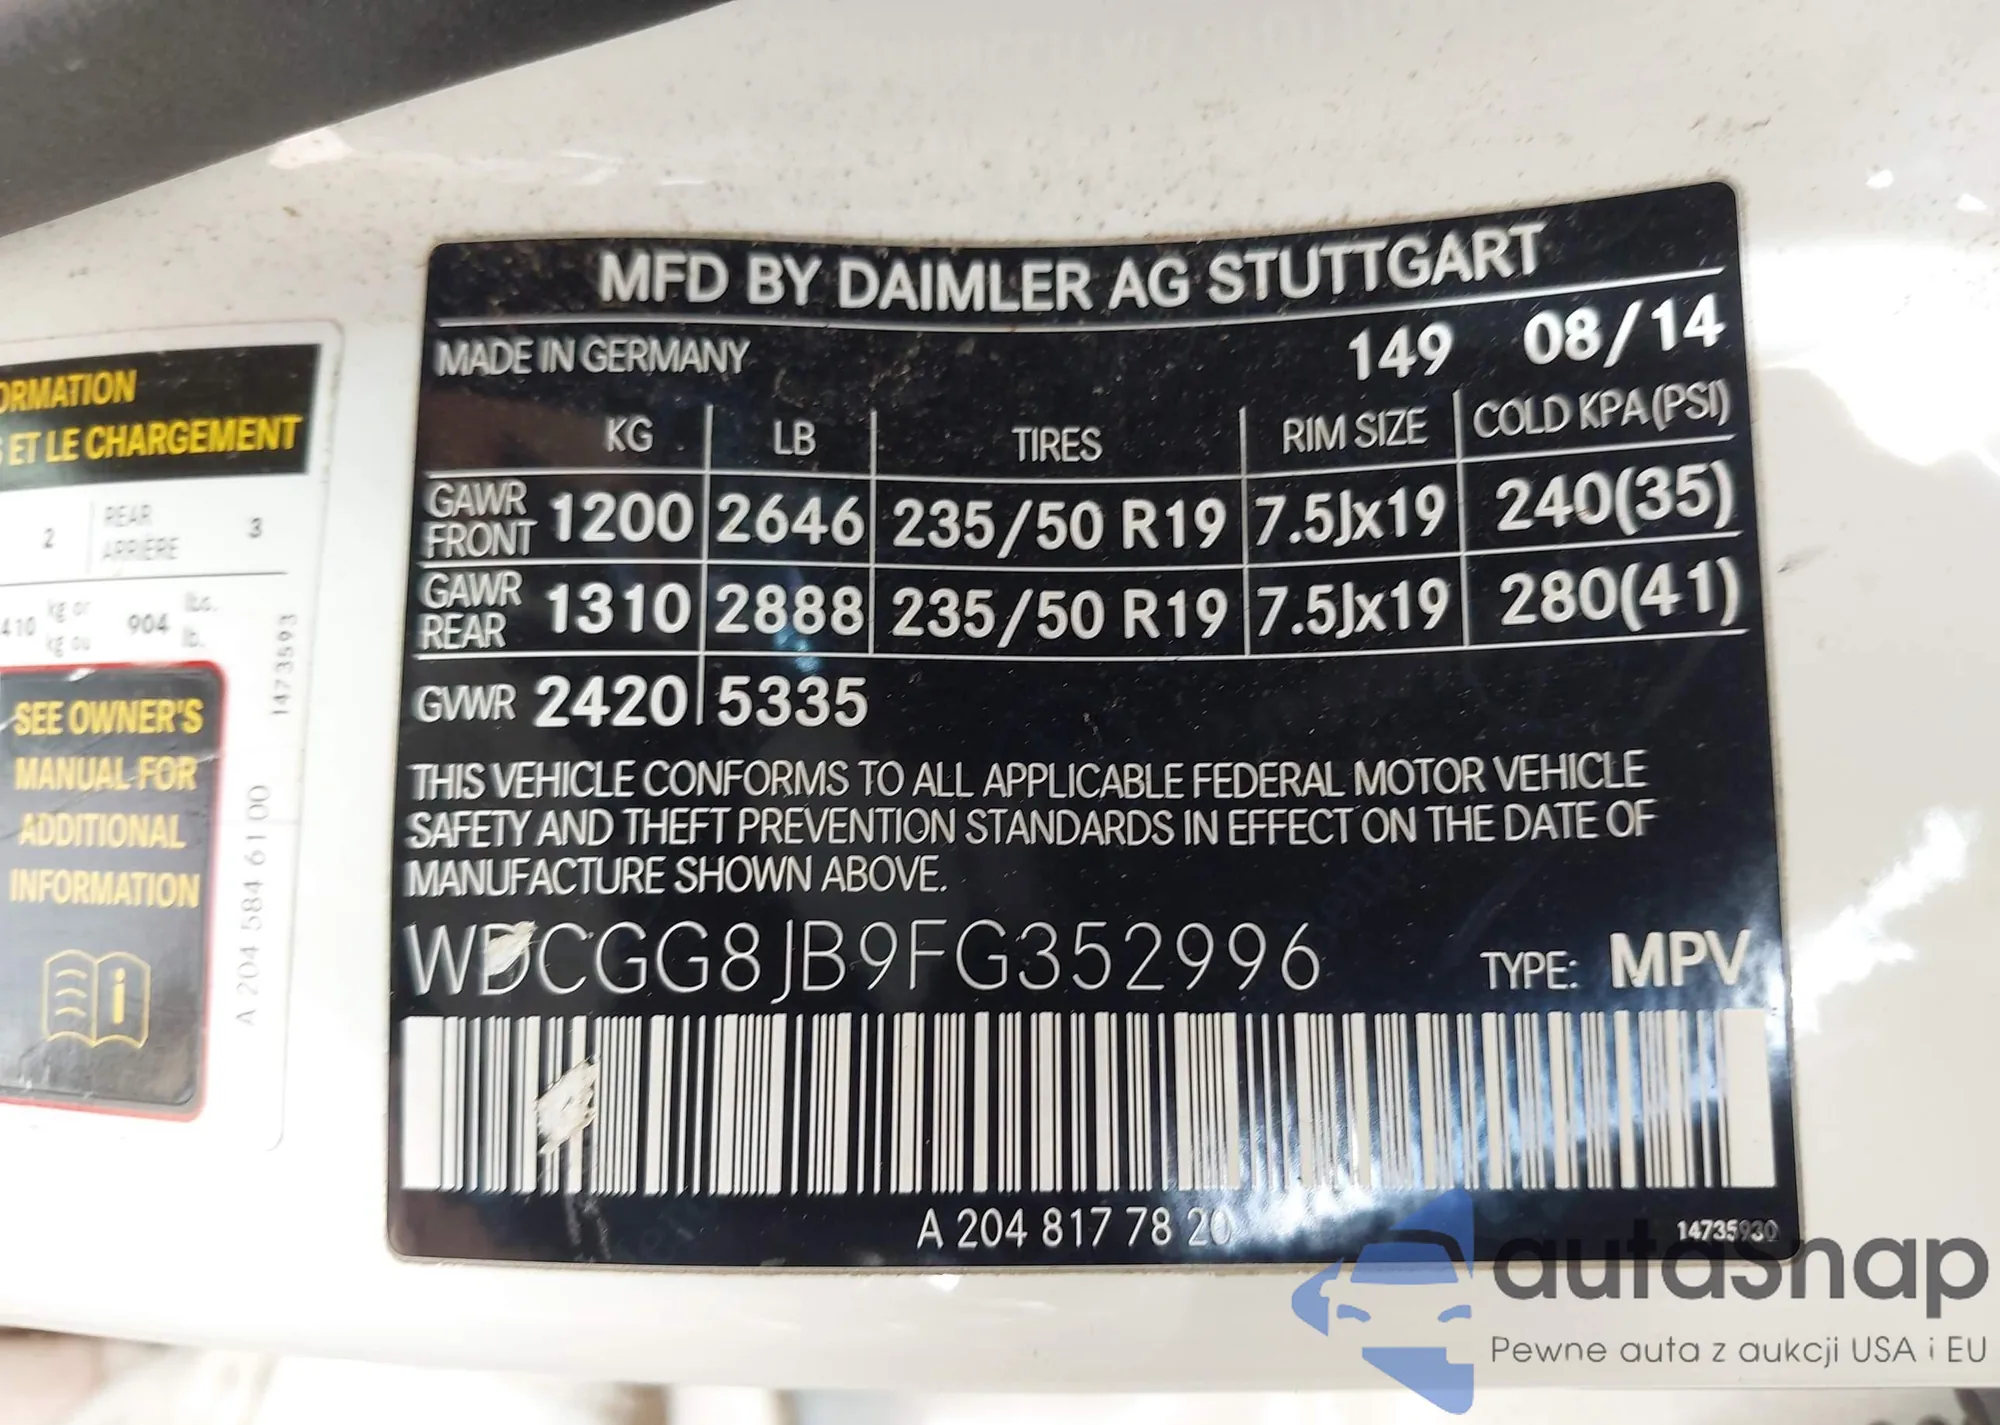 ORMATION
S ET LE CHARGEMENT
2
REAR
ARRIÈRE
3
410
kg or
kg ou
904
lbs.
lb.
1473593
SEE OWNER'S
MANUAL FOR
ADDITIONAL
INFORMATION
A 204 584 61 00
MFD BY DAIMLER AG STUTTGART
MADE IN GERMANY 149 08/14
KG LB TIRES RIM SIZE COLD KPA (PSI)
GAWR FRONT 1200 2646 235/50 R19 7.5Jx19 240(35)
GAWR REAR 1310 2888 235/50 R19 7.5Jx19 280(41)
GVWR 2420 5335
THIS VEHICLE CONFORMS TO ALL APPLICABLE FEDERAL MOTOR VEHICLE
SAFETY AND THEFT PREVENTION STANDARDS IN EFFECT ON THE DATE OF
MANUFACTURE SHOWN ABOVE.
WDCGG8JB9FG352996 TYPE: MPV
A 204 817 78 20
14735930
autasnap
Pewne auta z aukcji USA i EU